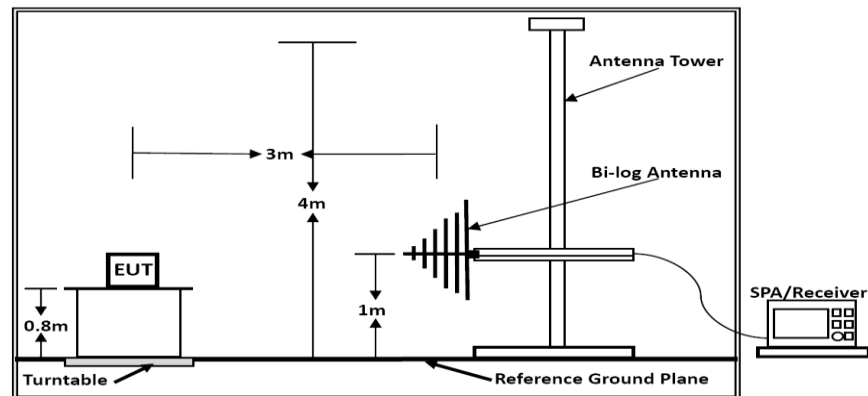 Antenna Tower
3m
Bi-log Antenna
4m
EUT
SPA/Receiver
0.8m
1m
Turntable
Reference Ground Plane